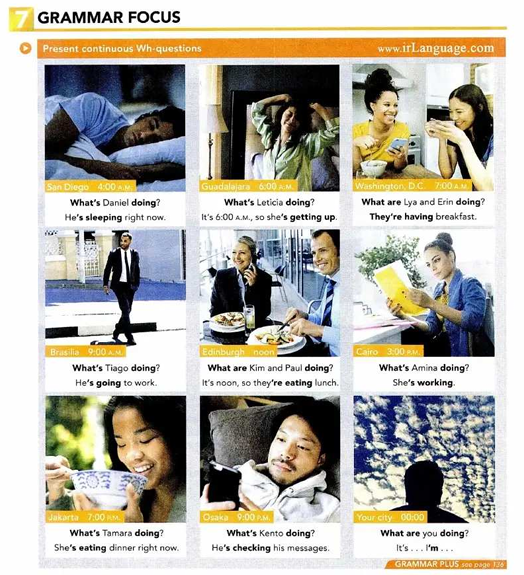 7 GRAMMAR FOCUS
Present continuous Wh-questions
www.irLanguage.com
San Diego 4:00 A.M.
What's Daniel doing?
He's sleeping right now.
Guadalajara 6:00 A.M.
What's Leticia doing?
It's 6:00 A.M., so she's getting up.
Washington, D.C. 7:00 A.M.
What are Lya and Erin doing?
They're having breakfast.
Brasilia 9:00 A.M.
What's Tiago doing?
He's going to work.
Edinburgh noon
What are Kim and Paul doing?
It's noon, so they're eating lunch.
Cairo 3:00 P.M.
What's Amina doing?
She's working.
Jakarta 7:00 P.M.
What's Tamara doing?
She's eating dinner right now.
Osaka 9:00 P.M.
What's Kento doing?
He's checking his messages.
Your city 00:00
What are you doing?
It's . . . I'm . . .
GRAMMAR PLUS see page 136